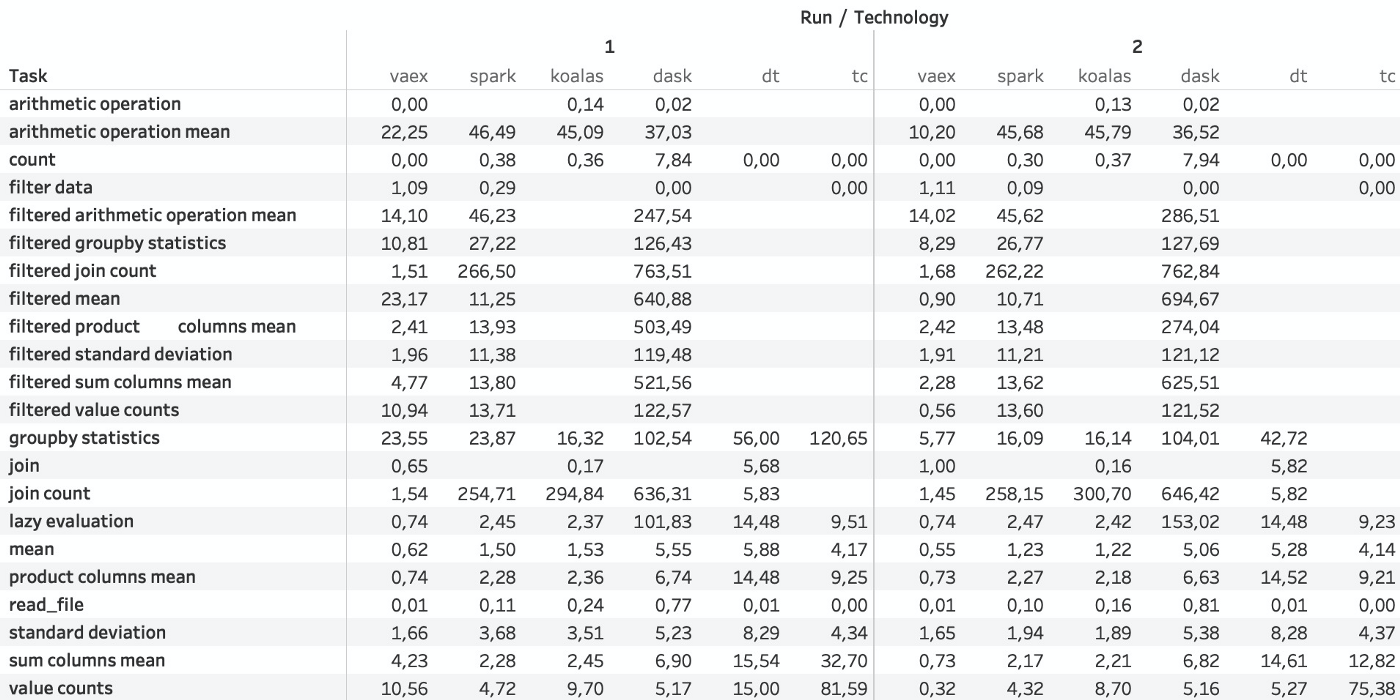 Run / Technology
1 2
Task vaex spark koalas dask dt tc vaex spark koalas dask dt tc
arithmetic operation 0,00 0,14 0,02 0,00 0,13 0,02
arithmetic operation mean 22,25 46,49 45,09 37,03 10,20 45,68 45,79 36,52
count 0,00 0,38 0,36 7,84 0,00 0,00 0,00 0,30 0,37 7,94 0,00 0,00
filter data 1,09 0,29 0,00 0,00 1,11 0,09 0,00 0,00
filtered arithmetic operation mean 14,10 46,23 247,54 14,02 45,62 286,51
filtered groupby statistics 10,81 27,22 126,43 8,29 26,77 127,69
filtered join count 1,51 266,50 763,51 1,68 262,22 762,84
filtered mean 23,17 11,25 640,88 0,90 10,71 694,67
filtered product columns mean 2,41 13,93 503,49 2,42 13,48 274,04
filtered standard deviation 1,96 11,38 119,48 1,91 11,21 121,12
filtered sum columns mean 4,77 13,80 521,56 2,28 13,62 625,51
filtered value counts 10,94 13,71 122,57 0,56 13,60 121,52
groupby statistics 23,55 23,87 16,32 102,54 56,00 120,65 5,77 16,09 16,14 104,01 42,72
join 0,65 0,17 5,68 1,00 0,16 5,82
join count 1,54 254,71 294,84 636,31 5,83 1,45 258,15 300,70 646,42 5,82
lazy evaluation 0,74 2,45 2,37 101,83 14,48 9,51 0,74 2,47 2,42 153,02 14,48 9,23
mean 0,62 1,50 1,53 5,55 5,88 4,17 0,55 1,23 1,22 5,06 5,28 4,14
product columns mean 0,74 2,28 2,36 6,74 14,48 9,25 0,73 2,27 2,18 6,63 14,52 9,21
read_file 0,01 0,11 0,24 0,77 0,01 0,00 0,01 0,10 0,16 0,81 0,01 0,00
standard deviation 1,66 3,68 3,51 5,23 8,29 4,34 1,65 1,94 1,89 5,38 8,28 4,37
sum columns mean 4,23 2,28 2,45 6,90 15,54 32,70 0,73 2,17 2,21 6,82 14,61 12,82
value counts 10,56 4,72 9,70 5,17 15,00 81,59 0,32 4,32 8,70 5,16 5,27 75,39